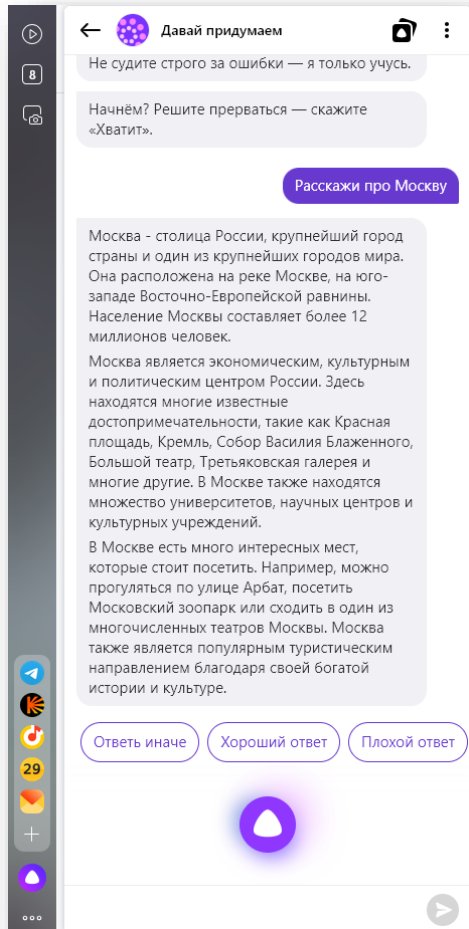 Давай придумаем
Не судите строго за ошибки — я только учусь.
Начнём? Решите прерваться — скажите
«Хватит».
Расскажи про Москву
Москва - столица России, крупнейший город
страны и один из крупнейших городов мира.
Она расположена на реке Москве, на юго-
западе Восточно-Европейской равнины.
Население Москвы составляет более 12
миллионов человек.
Москва является экономическим, культурным
и политическим центром России. Здесь
находятся многие известные
достопримечательности, такие как Красная
площадь, Кремль, Собор Василия Блаженного,
Большой театр, Третьяковская галерея и
многие другие. В Москве также находятся
множество университетов, научных центров и
культурных учреждений.
В Москве есть много интересных мест,
которые стоит посетить. Например, можно
прогуляться по улице Арбат, посетить
Московский зоопарк или сходить в один из
многочисленных театров Москвы. Москва
также является популярным туристическим
направлением благодаря своей богатой
истории и культуре.
Ответь иначе
Хороший ответ
Плохой ответ
8
29